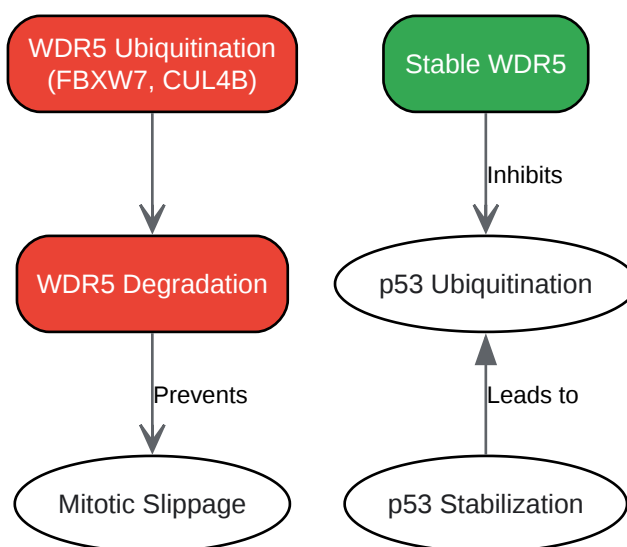 WDR5 Ubiquitination
(FBXW7, CUL4B)
Stable WDR5
Inhibits
WDR5 Degradation
p53 Ubiquitination
Prevents
Leads to
Mitotic Slippage
p53 Stabilization